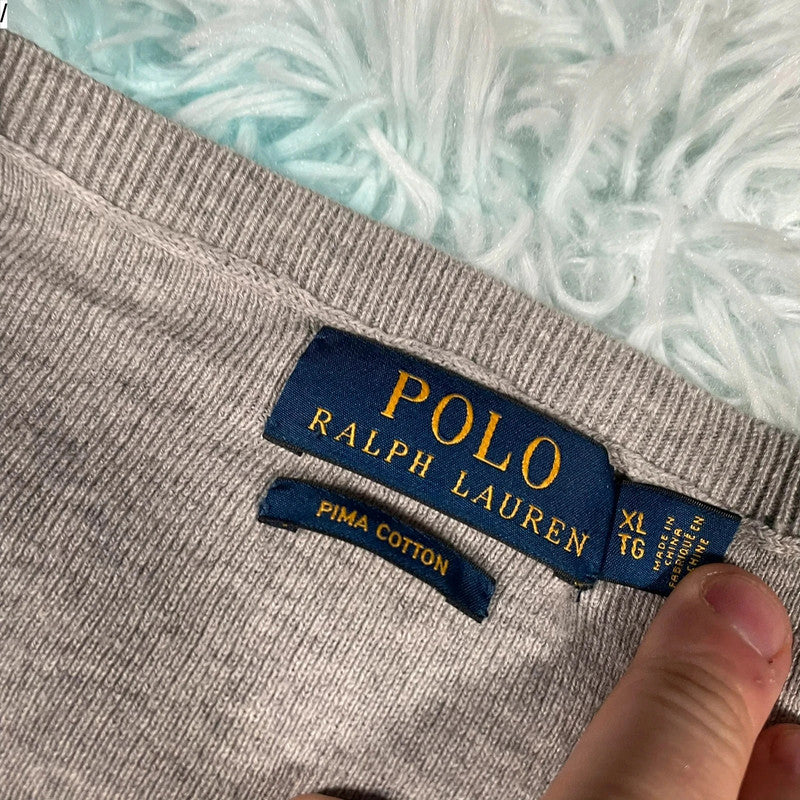 /
POLO
RALPH LAUREN
PIMA COTTON
XL
TG
MADE IN
CHINA
FABRIQUÉ EN
CHINE